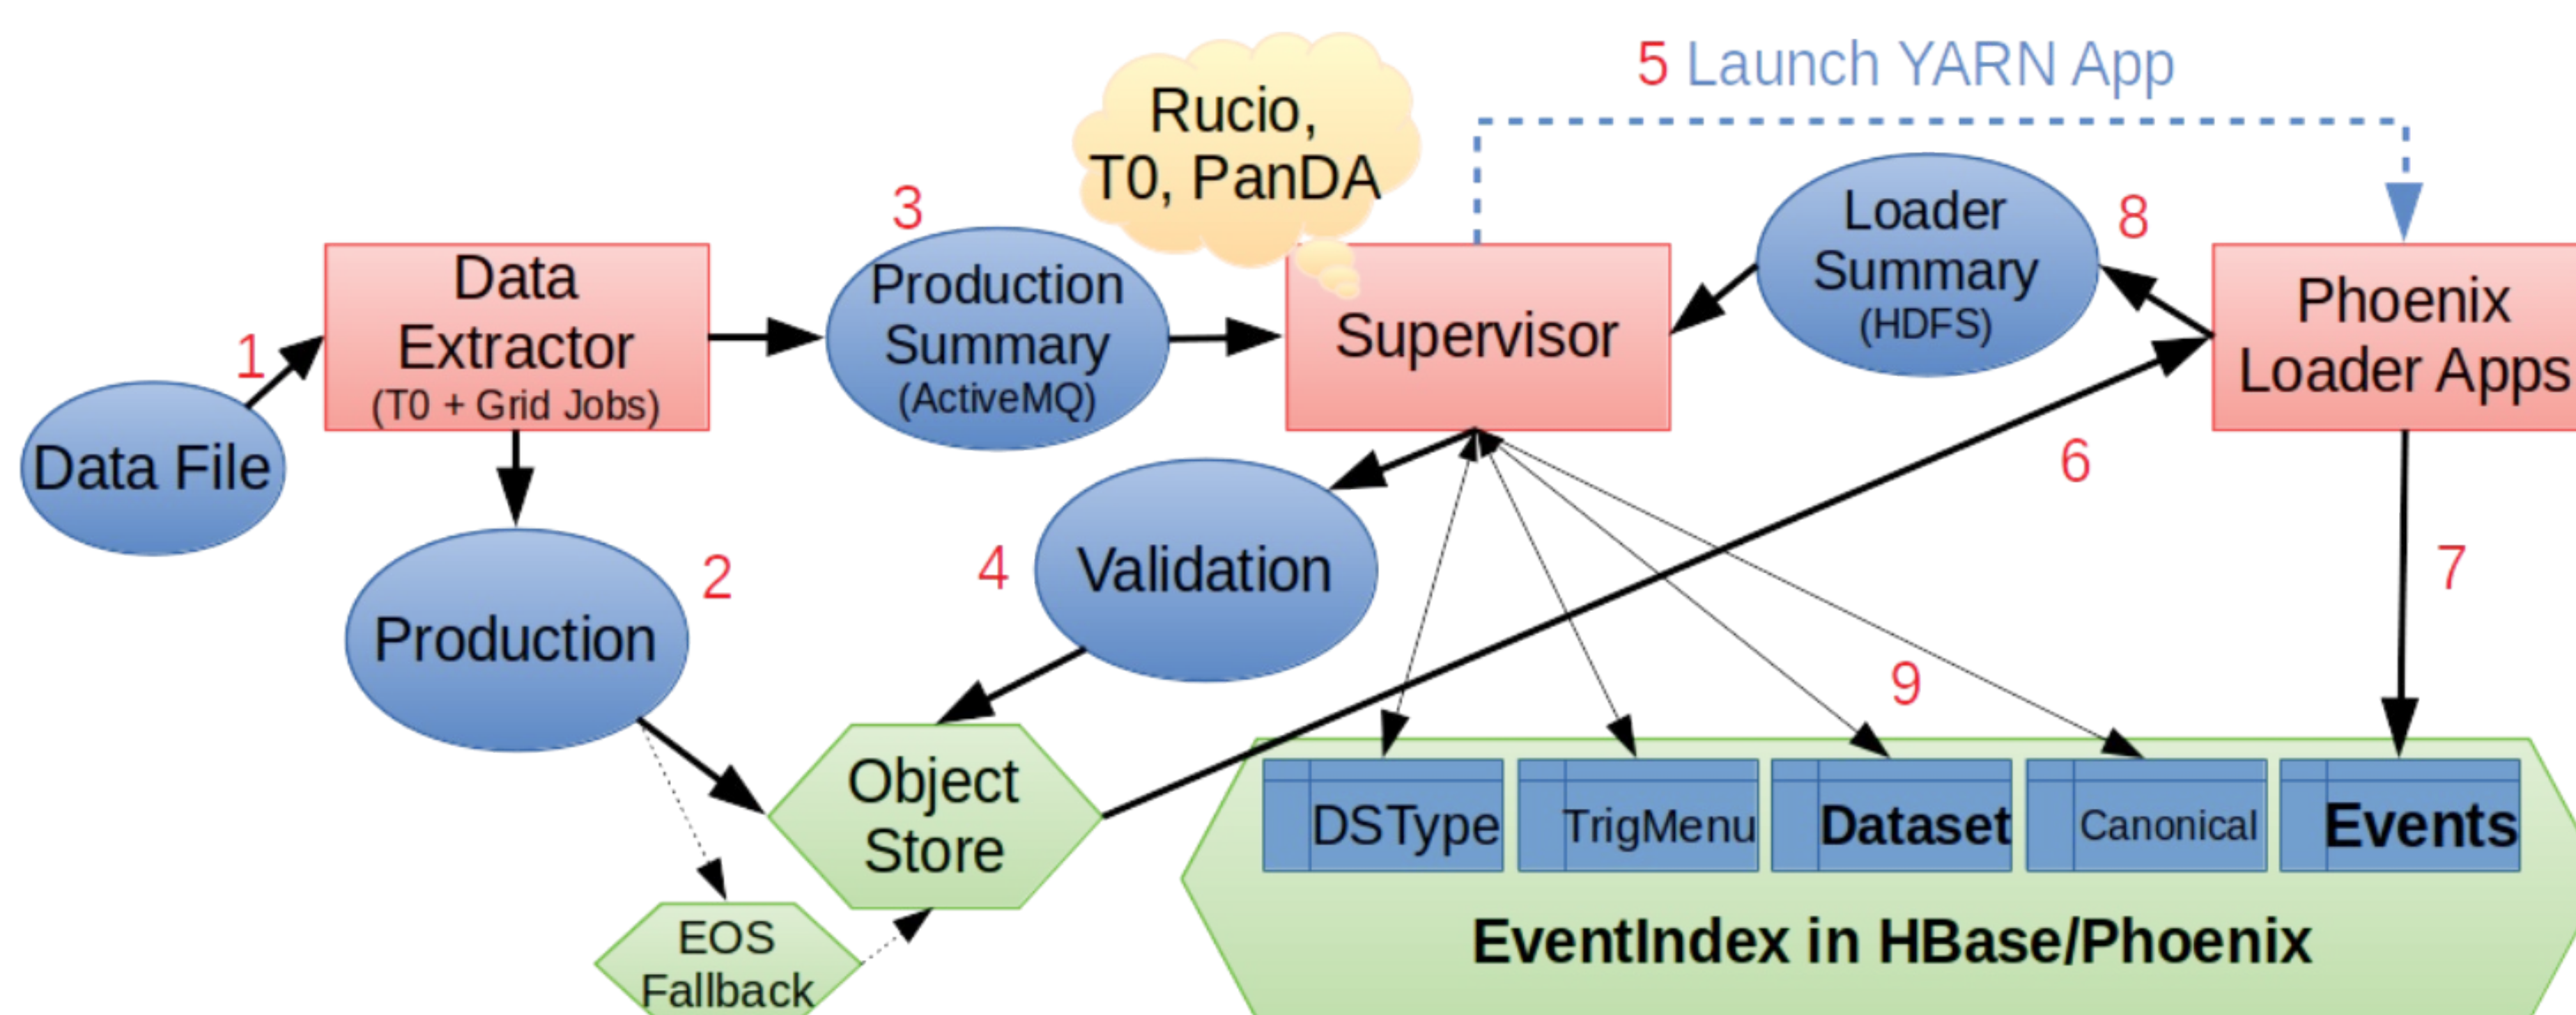 5 Launch YARN App
Rucio,
T0, PanDA
3
8
1
Data
Extractor
(T0 + Grid Jobs)
Production
Summary
(ActiveMQ)
Supervisor
Loader
Summary
(HDFS)
Phoenix
Loader Apps
Data File
6
2
Production
4
Validation
7
9
Object
Store
DSType
TrigMenu
Dataset
Canonical
Events
EOS
Fallback
EventIndex in HBase/Phoenix